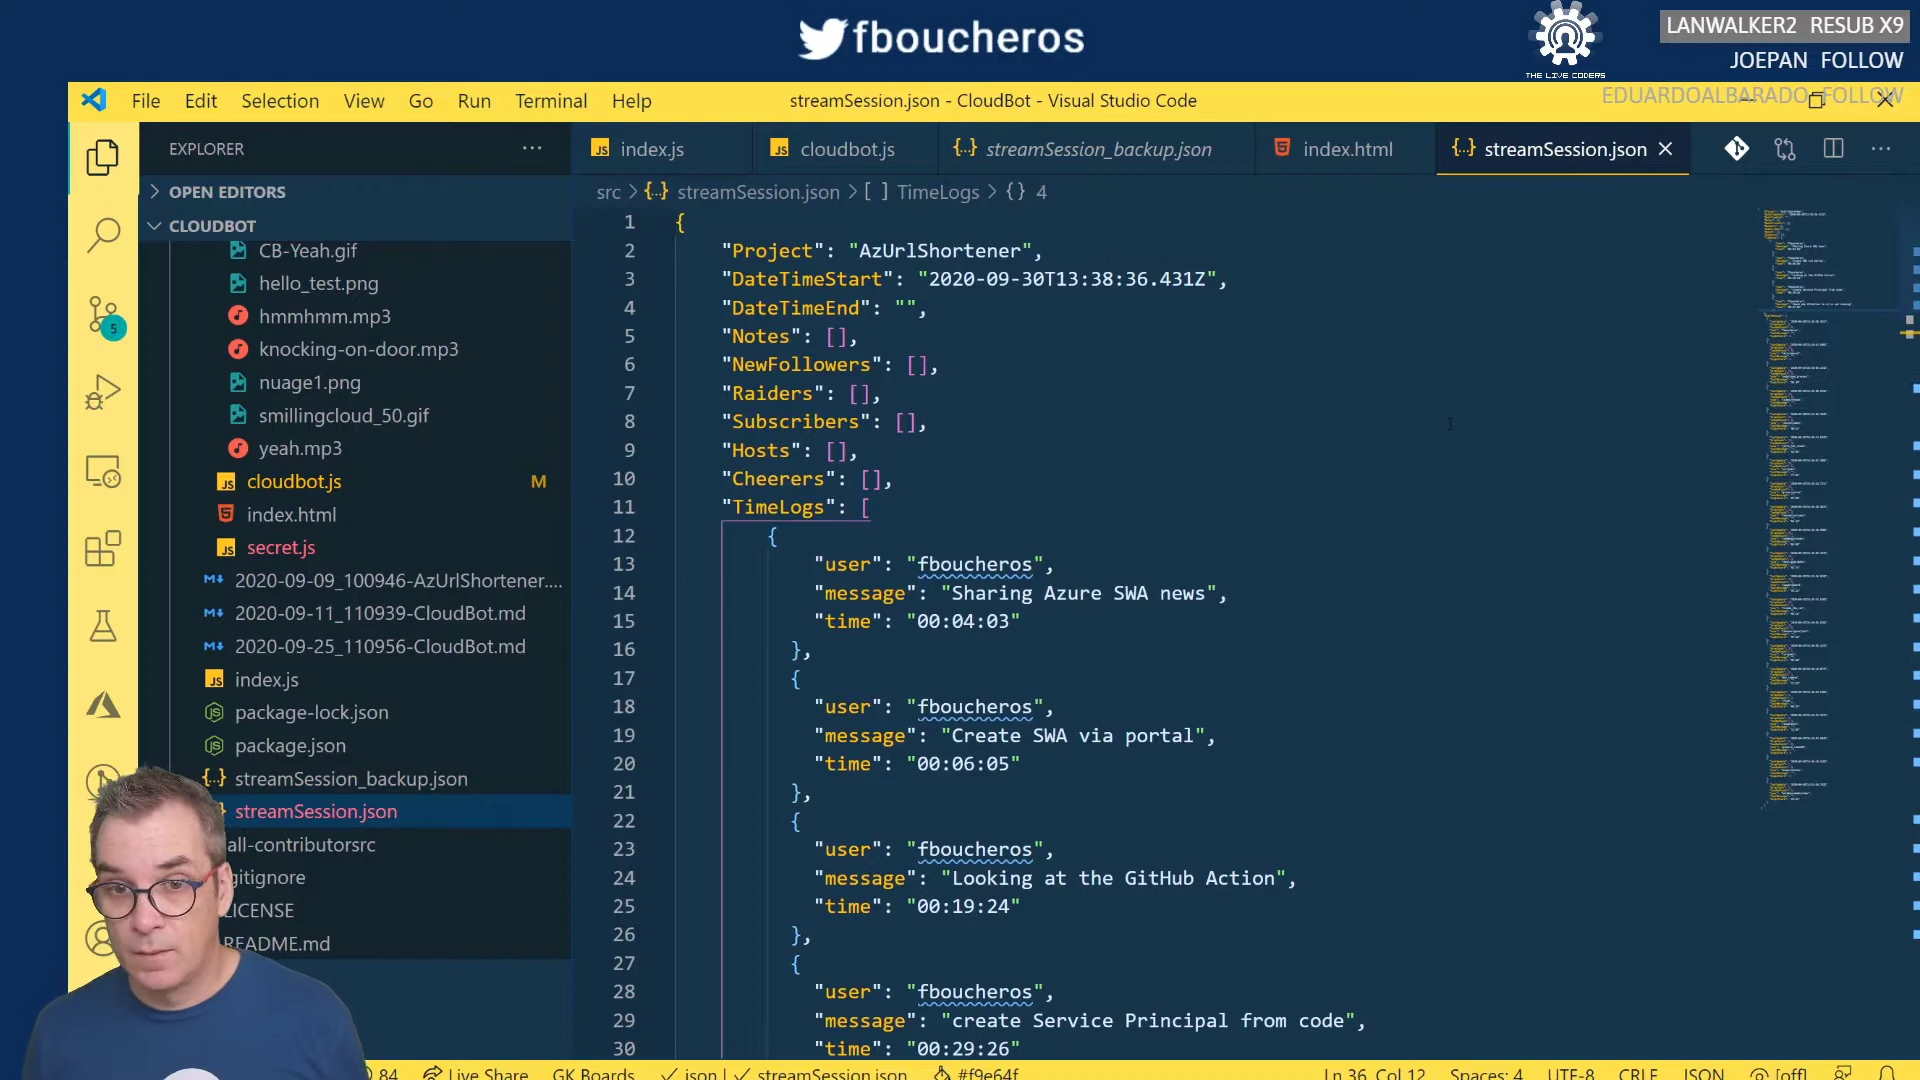 fboucheros
THE LIVE CODERS
LANWALKER2 RESUB X9
JOEPAN FOLLOW
EDUARDOALBARADO FOLLOW
File Edit Selection View Go Run Terminal Help
streamSession.json - CloudBot - Visual Studio Code
EXPLORER ···
JS index.js
JS cloudbot.js
{..} streamSession_backup.json
index.html
{..} streamSession.json
OPEN EDITORS
CLOUDBOT
CB-Yeah.gif
hello_test.png
hmmhmm.mp3
knocking-on-door.mp3
nuage1.png
smillingcloud_50.gif
yeah.mp3
JS cloudbot.js M
index.html
JS secret.js
2020-09-09_100946-AzUrlShortener....
2020-09-11_110939-CloudBot.md
2020-09-25_110956-CloudBot.md
JS index.js
package-lock.json
package.json
{..} streamSession_backup.json
streamSession.json
all-contributorsrc
gitignore
LICENSE
README.md
5
src > {..} streamSession.json > [ ] TimeLogs > {} 4
1 {
2 "Project": "AzUrlShortener",
3 "DateTimeStart": "2020-09-30T13:38:36.431Z",
4 "DateTimeEnd": "",
5 "Notes": [],
6 "NewFollowers": [],
7 "Raiders": [],
8 "Subscribers": [],
9 "Hosts": [],
10 "Cheerers": [],
11 "TimeLogs": [
12 {
13 "user": "fboucheros",
14 "message": "Sharing Azure SWA news",
15 "time": "00:04:03"
16 },
17 {
18 "user": "fboucheros",
19 "message": "Create SWA via portal",
20 "time": "00:06:05"
21 },
22 {
23 "user": "fboucheros",
24 "message": "Looking at the GitHub Action",
25 "time": "00:19:24"
26 },
27 {
28 "user": "fboucheros",
29 "message": "create Service Principal from code",
30 "time": "00:29:26"
84 Live Share GK Boards ✓ json | ✓ streamSession.json #f9e64f Ln 36, Col 12 Spaces: 4 UTF-8 CRLF JSON [off]